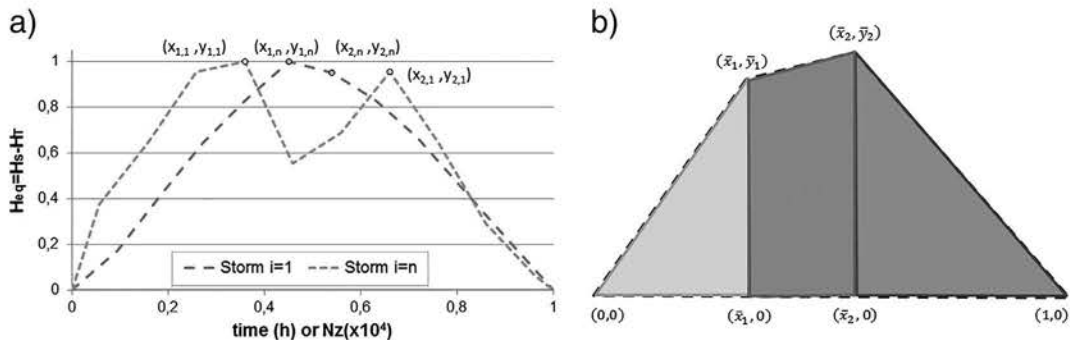 a)
(x1,1 ,y1,1)
(x1,n ,y1,n)
(x2,n ,y2,n)
(x2,1 ,y2,1)
1
0,8
0,6
0,4
0,2
0
Heq=Hs-HT
Storm i=1
Storm i=n
0
0,2
0,4
0,6
0,8
1
time (h) or Nz(x10⁴)
b)
(x̄1, ȳ1)
(x̄2, ȳ2)
(0,0)
(x̄1, 0)
(x̄2, 0)
(1,0)